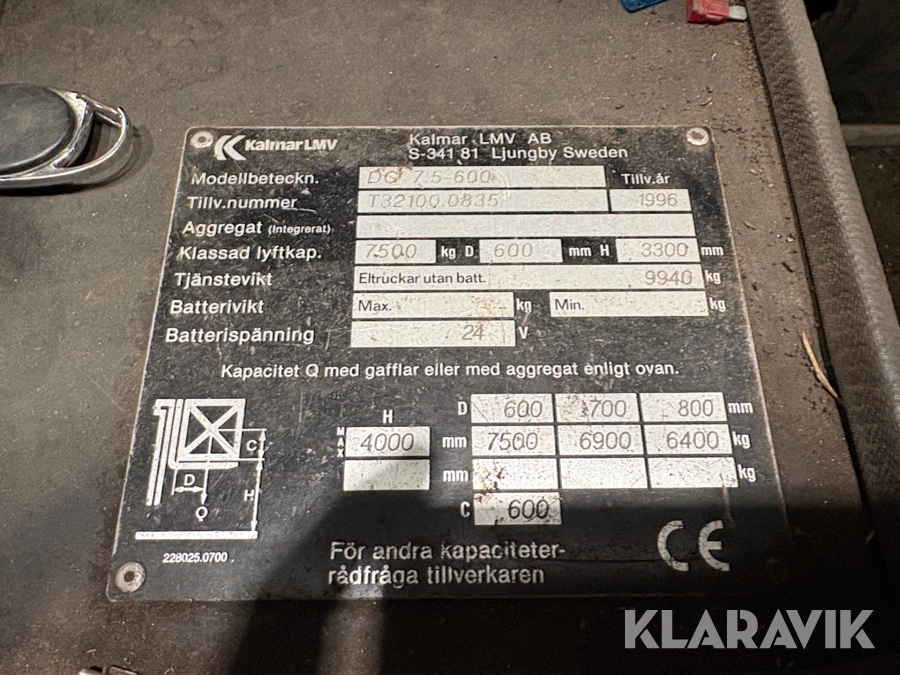 KalmarLMV
Kalmar LMV AB
S-341 81 Ljungby Sweden
Modellbeteckn. DC 7.5-600 Tillv.år
Tillv.nummer T32100.0835 1996
Aggregat (Integrerat)
Klassad lyftkap. 7500 kg D 600 mm H 3300 mm
Tjänstevikt Eltruckar utan batt. 9940 kg
Batterivikt Max. kg Min. kg
Batterispänning 24 V
Kapacitet Q med gafflar eller med aggregat enligt ovan.
H D 600 700 800 mm
MAX 4000 mm 7500 6900 6400 kg
mm kg
C 600
C
D
H
Q
228025.0700
För andra kapaciteter-
rådfråga tillverkaren
CE
KLARAVIK